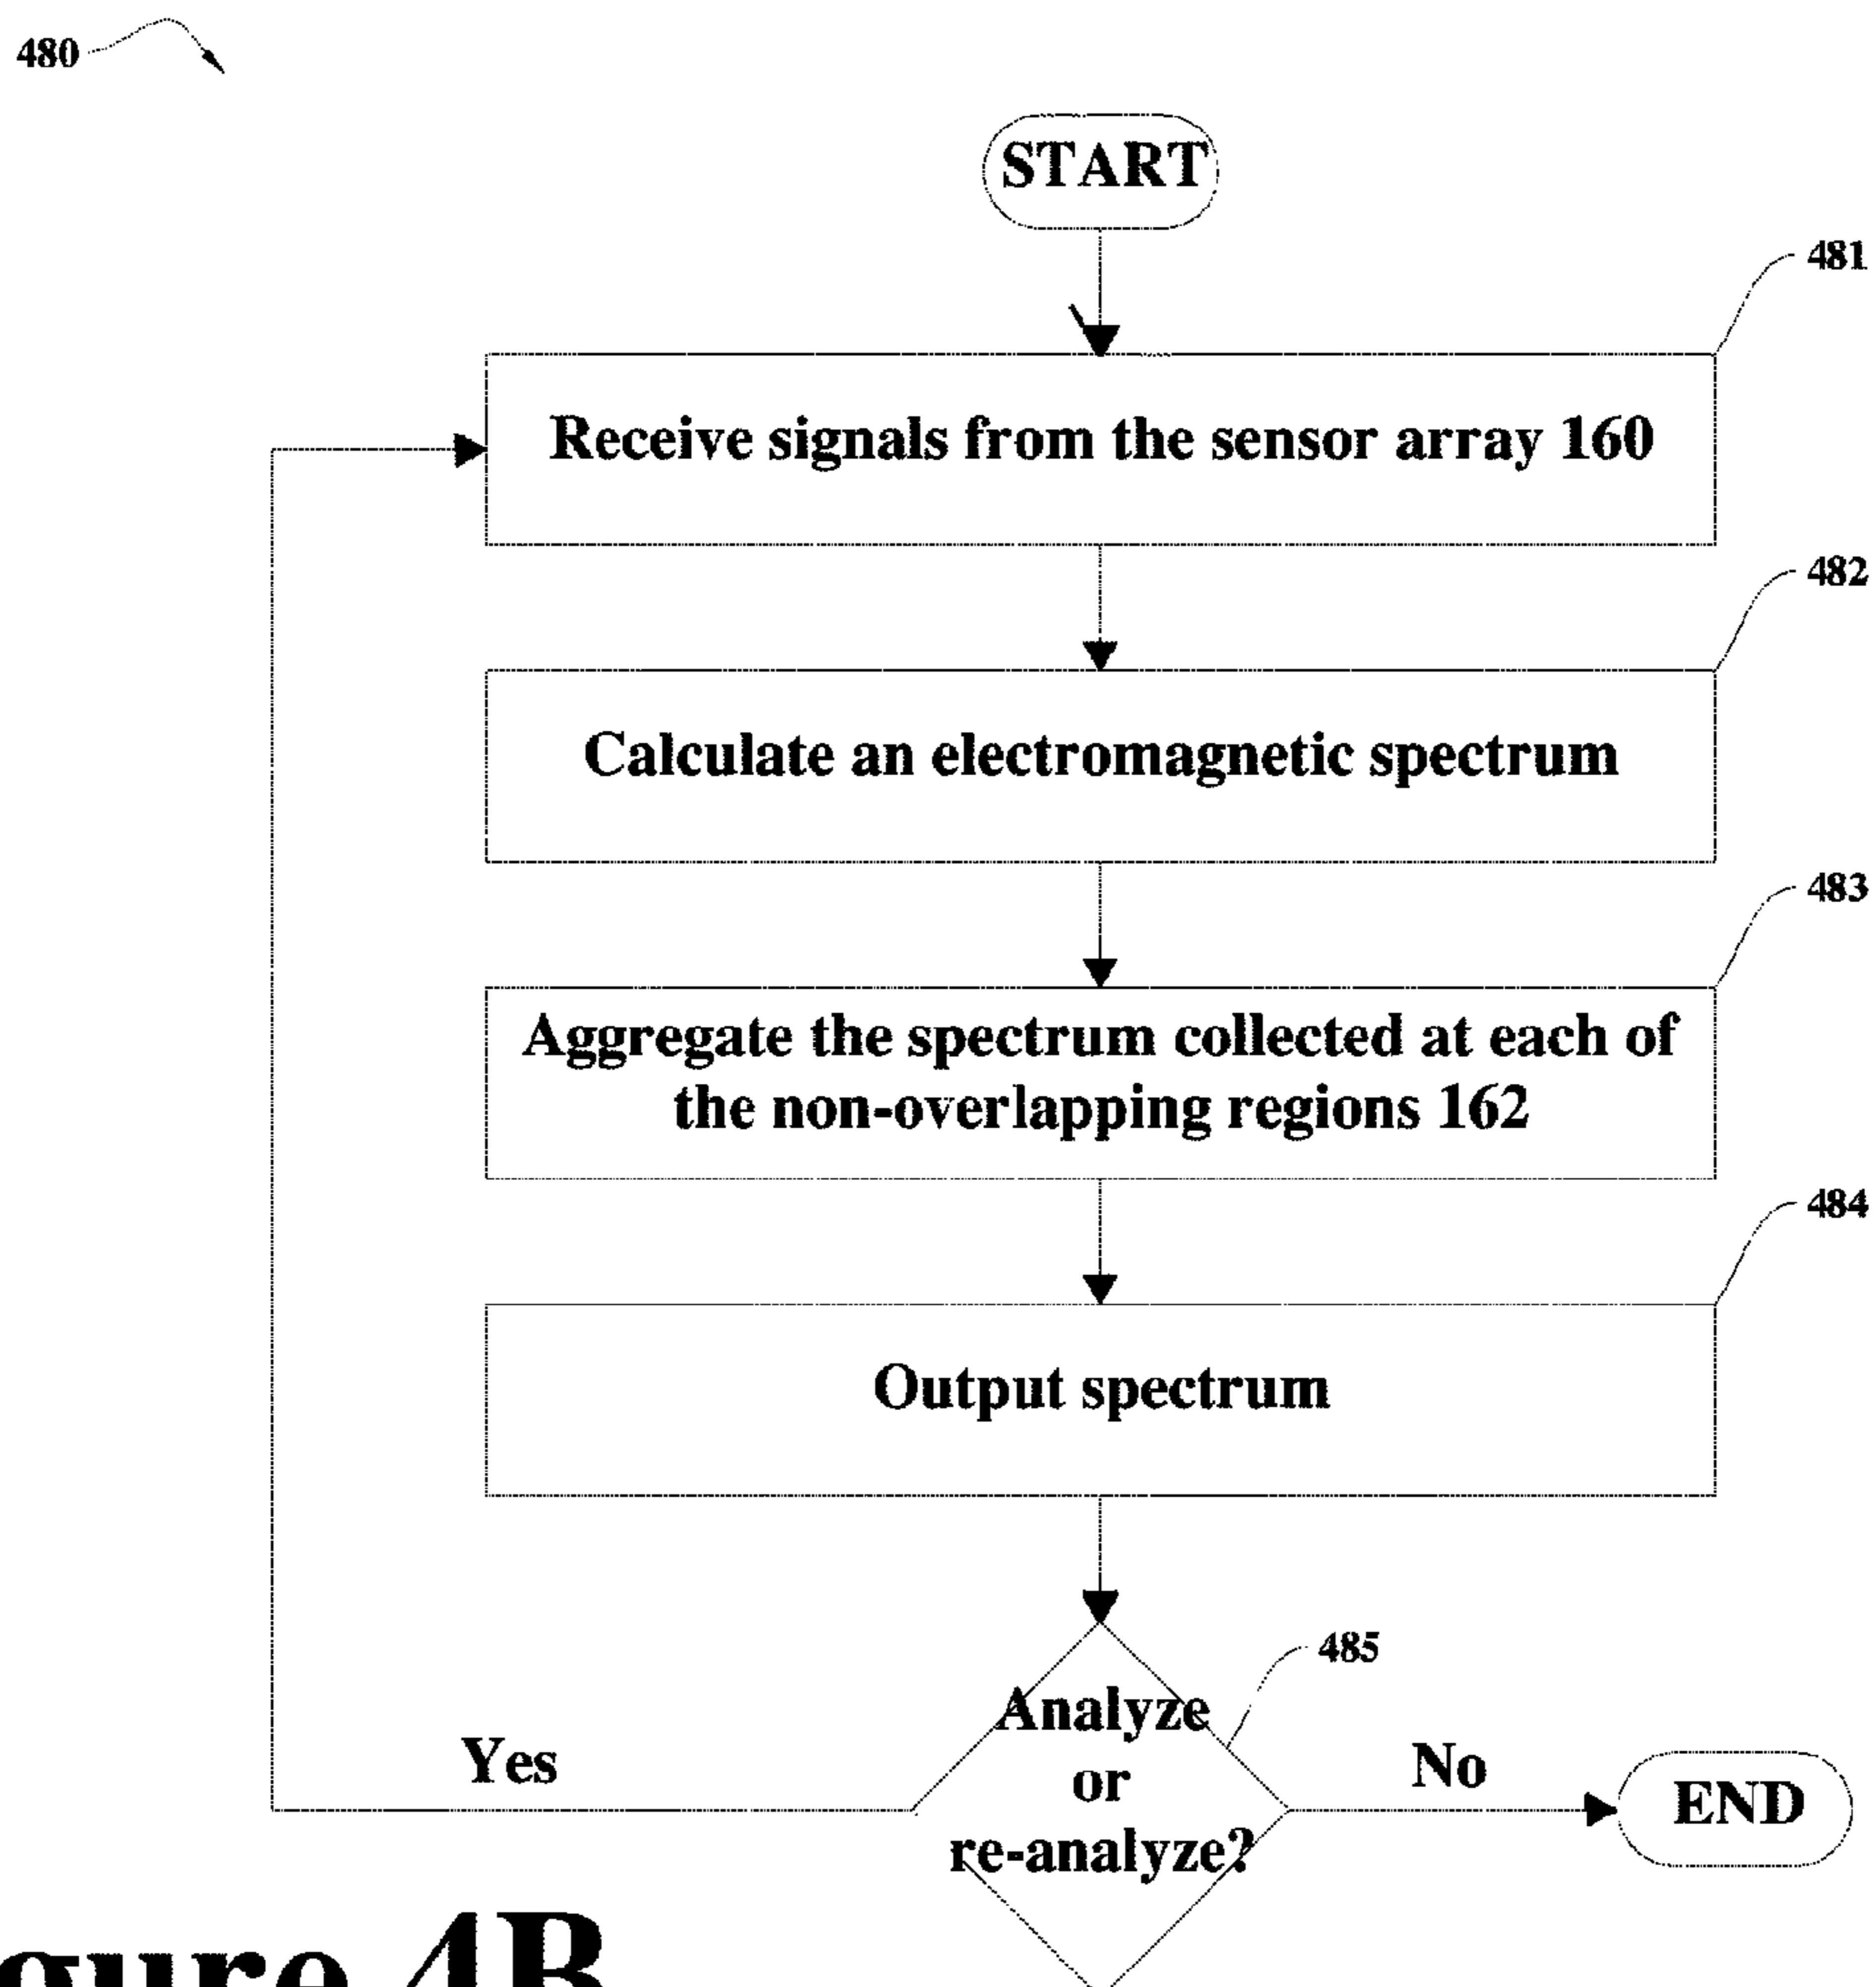 480
START
481
Receive signals from the sensor array 160
482
Calculate an electromagnetic spectrum
483
Aggregate the spectrum collected at each of
the non-overlapping regions 162
484
Output spectrum
485
Analyze
or
re-analyze?
Yes
No
END
gure 4B